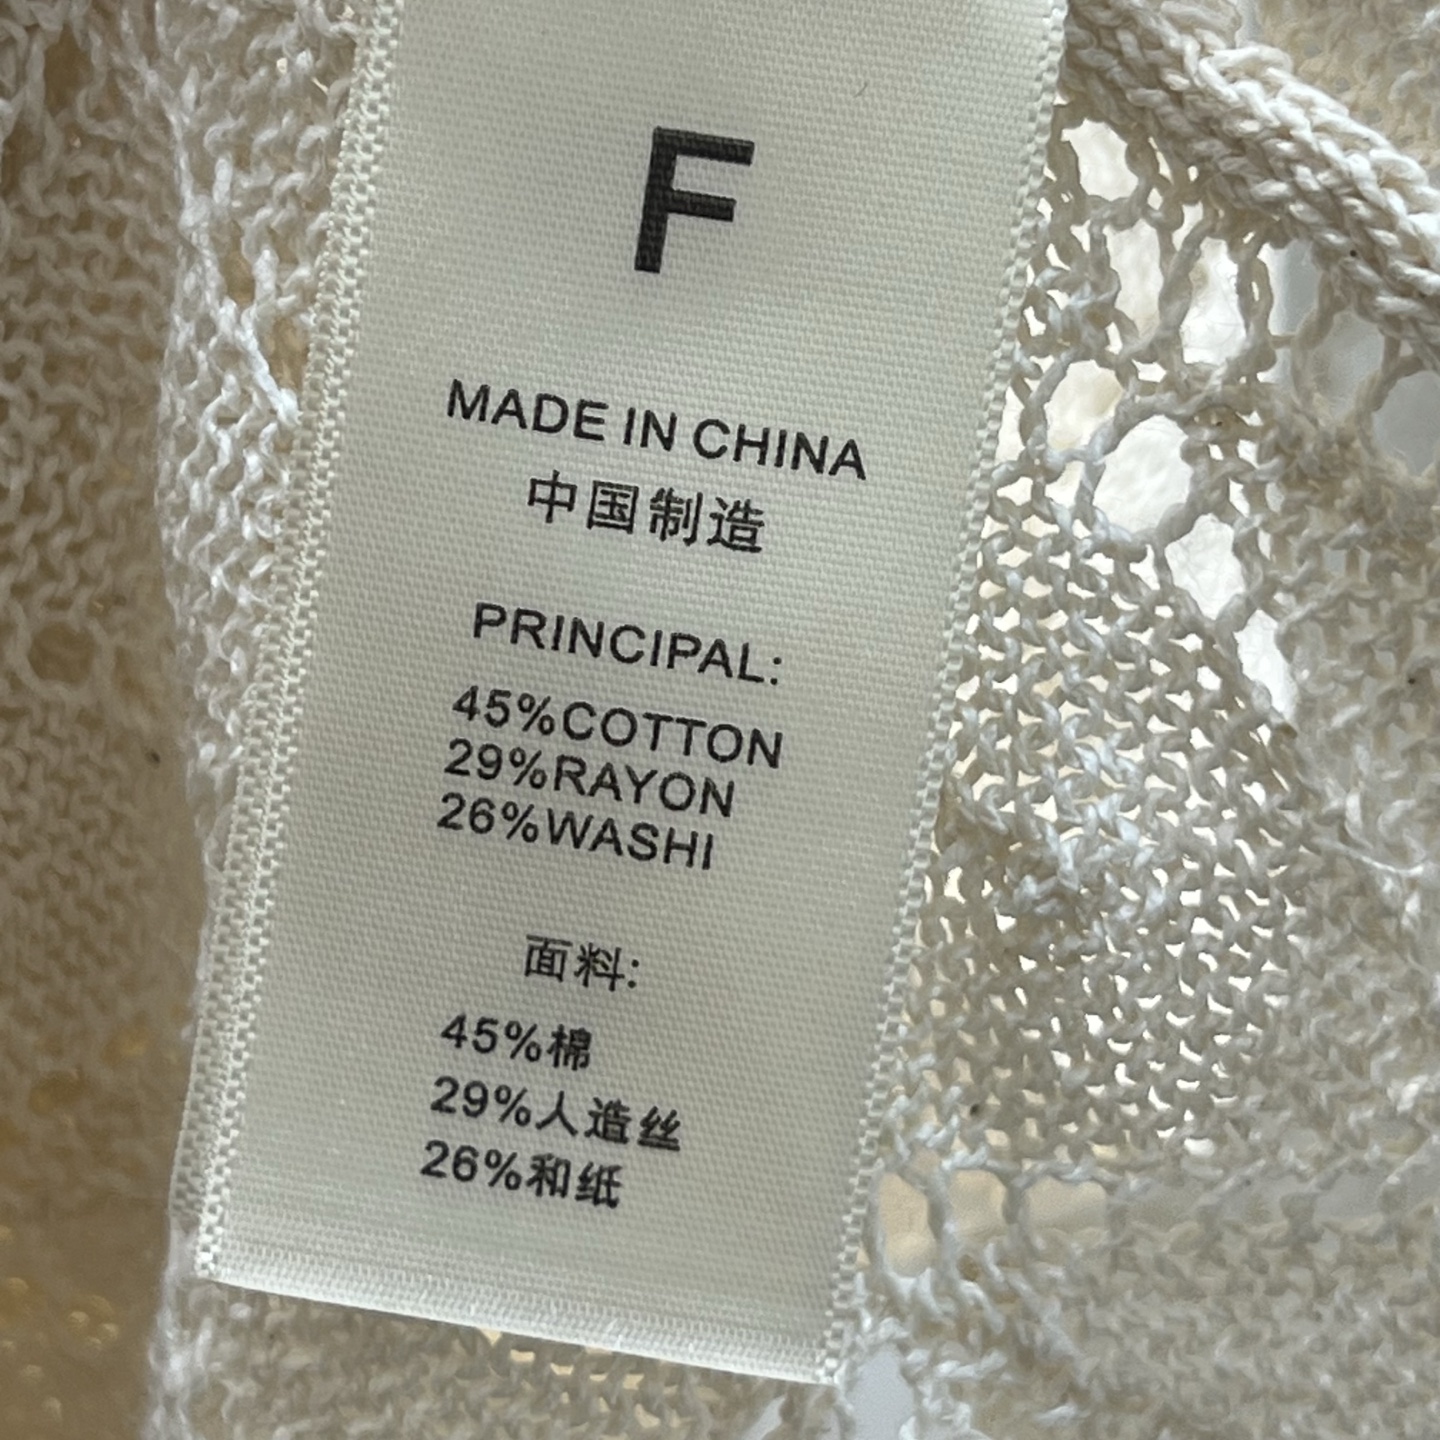 F
MADE IN CHINA
中国制造
PRINCIPAL:
45%COTTON
29%RAYON
26%WASHI
面料:
45%棉
29%人造丝
26%和纸